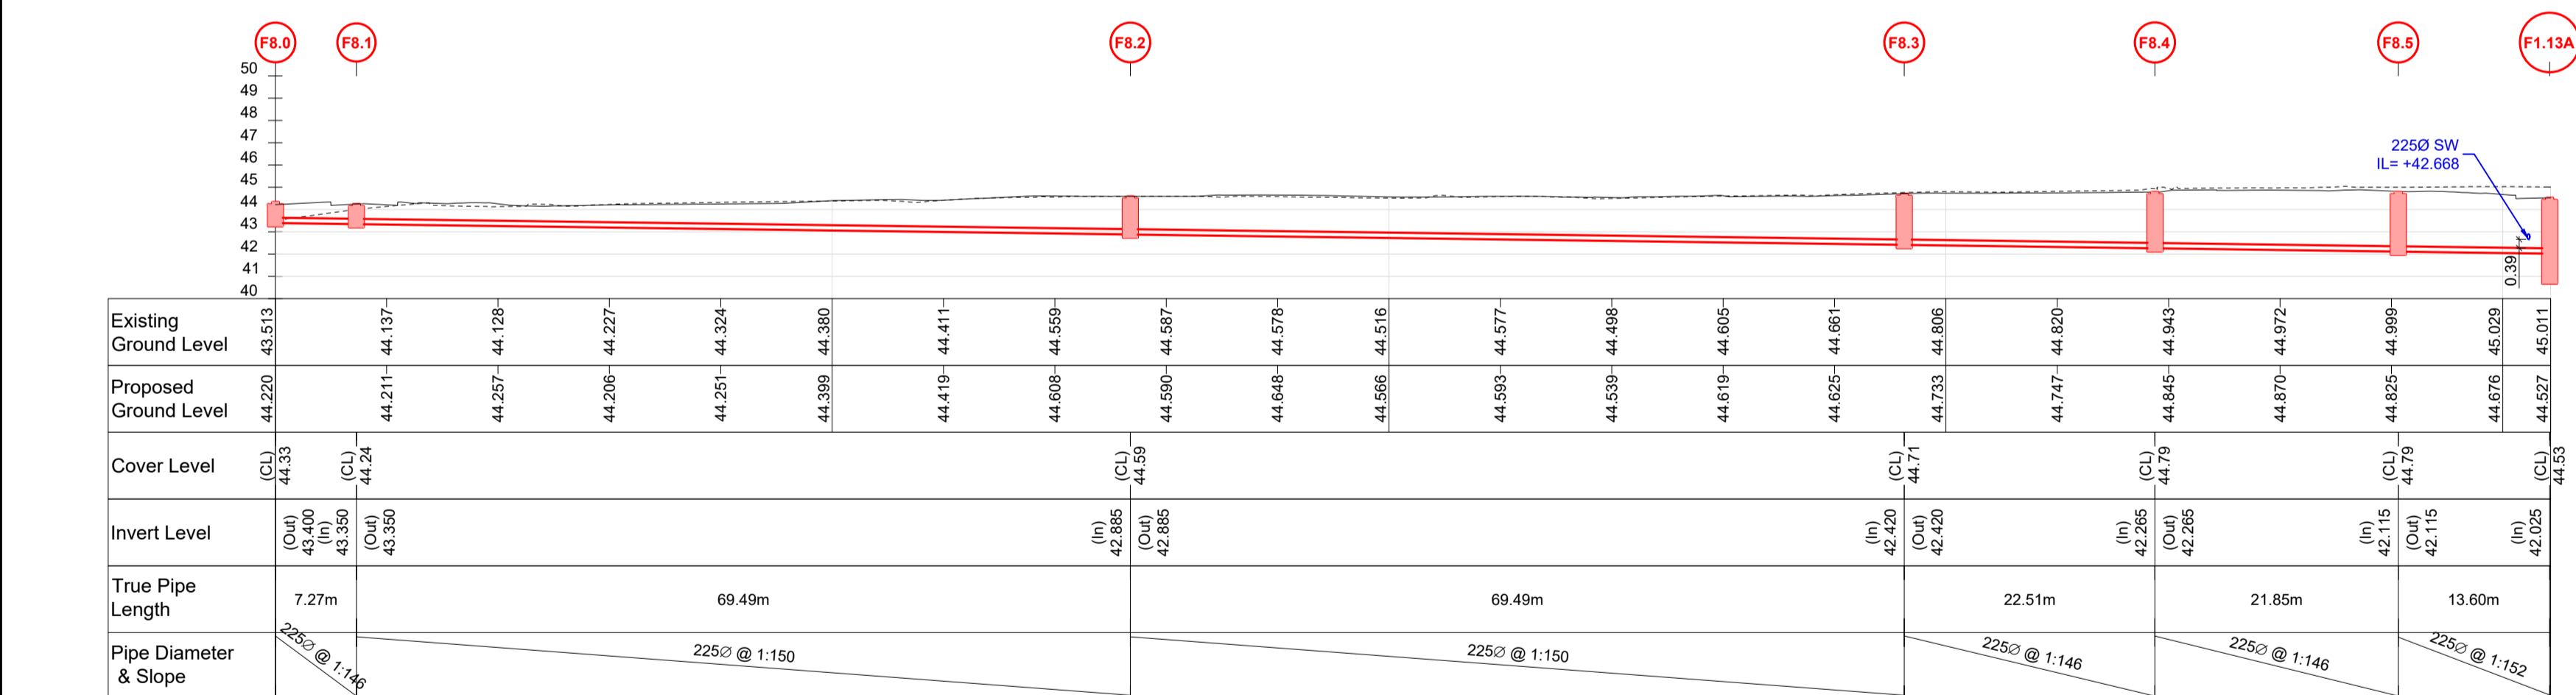 F8.0 F8.1 F8.2 F8.3 F8.4 F8.5 F1.13A
50
49
48
47
46
45
44
43
42
41
40
225Ø SW
IL= +42.668
0.39
Existing
Ground Level
43.513 44.137 44.128 44.227 44.324 44.380 44.411 44.559 44.587 44.578 44.516 44.577 44.498 44.605 44.661 44.806 44.820 44.943 44.972 44.999 45.029 45.011
Proposed
Ground Level
44.220 44.211 44.257 44.206 44.251 44.399 44.419 44.608 44.590 44.648 44.566 44.593 44.539 44.619 44.625 44.733 44.747 44.845 44.870 44.825 44.676 44.527
Cover Level
(CL)
44.33
(CL)
44.24
(CL)
44.59
(CL)
44.71
(CL)
44.79
(CL)
44.79
(CL)
44.53
Invert Level
(Out)
43.400
(In)
43.350
(Out)
43.350
(In)
42.885
(Out)
42.885
(In)
42.420
(Out)
42.420
(In)
42.265
(Out)
42.265
(In)
42.115
(Out)
42.115
(In)
42.025
True Pipe
Length
7.27m 69.49m 69.49m 22.51m 21.85m 13.60m
Pipe Diameter
& Slope
225∅ @ 1:146 225∅ @ 1:150 225∅ @ 1:150 225∅ @ 1:146 225∅ @ 1:146 225∅ @ 1:152